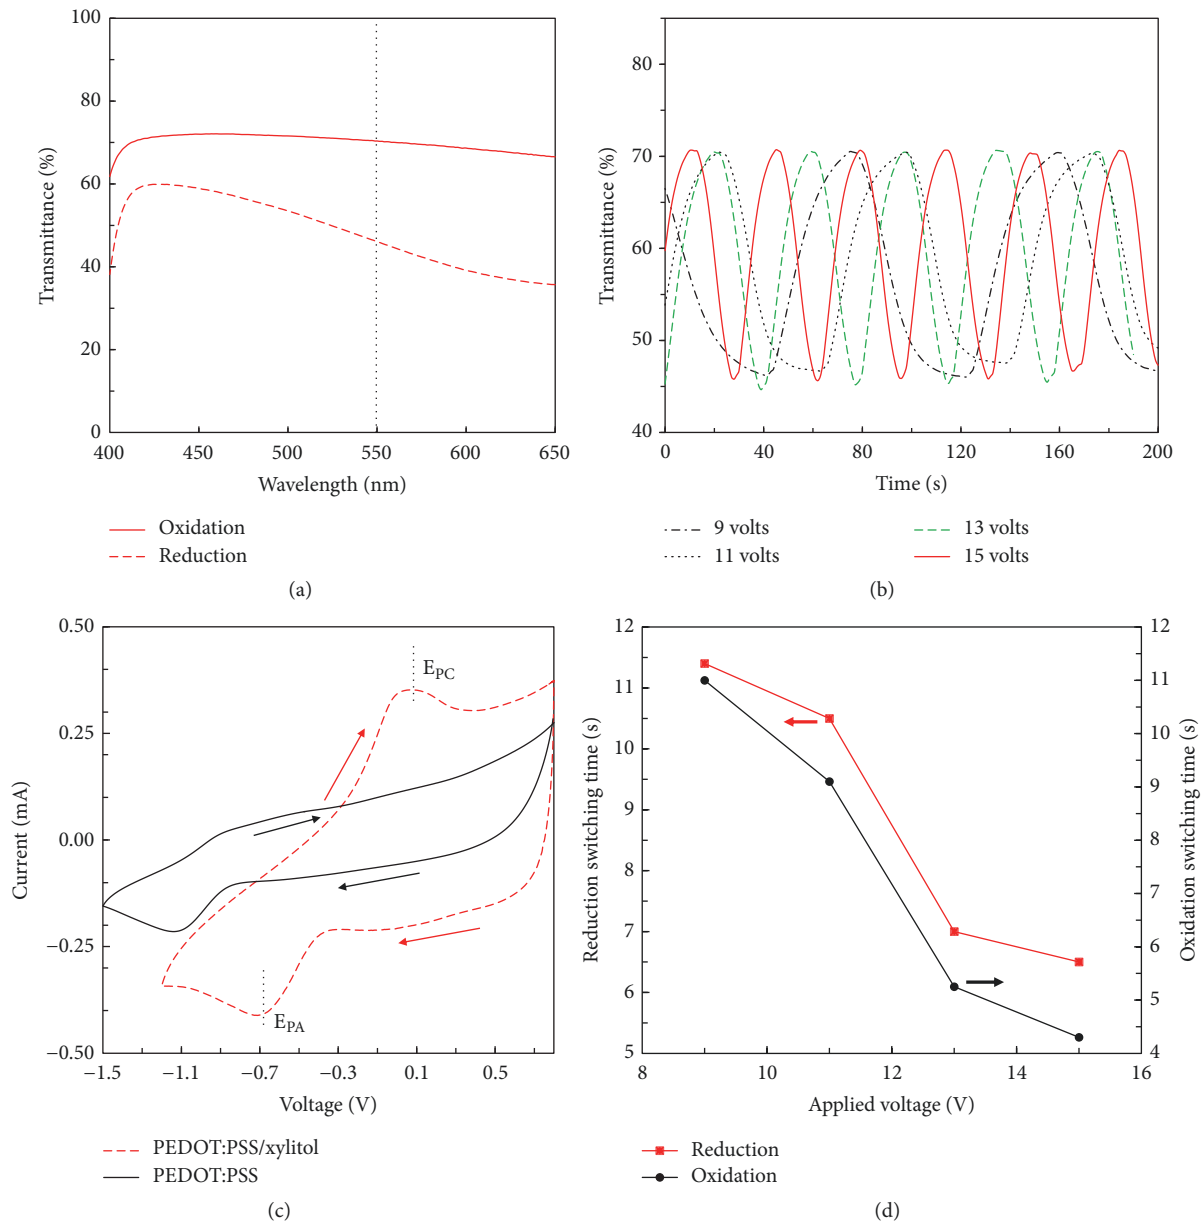 100
80
60
40
20
0
Transmittance (%)
400 450 500 550 600 650
Wavelength (nm)
Oxidation
Reduction
(a)
80
70
60
50
40
Transmittance (%)
0 40 80 120 160 200
Time (s)
9 volts 13 volts
11 volts 15 volts
(b)
0.50
0.25
0.00
−0.25
−0.50
Current (mA)
E_PC
E_PA
−1.5 −1.1 −0.7 −0.3 0.1 0.5
Voltage (V)
PEDOT:PSS/xylitol
PEDOT:PSS
(c)
12
11
10
9
8
7
6
5
Reduction switching time (s)
12
11
10
9
8
7
6
5
4
Oxidation switching time (s)
8 10 12 14 16
Applied voltage (V)
Reduction
Oxidation
(d)